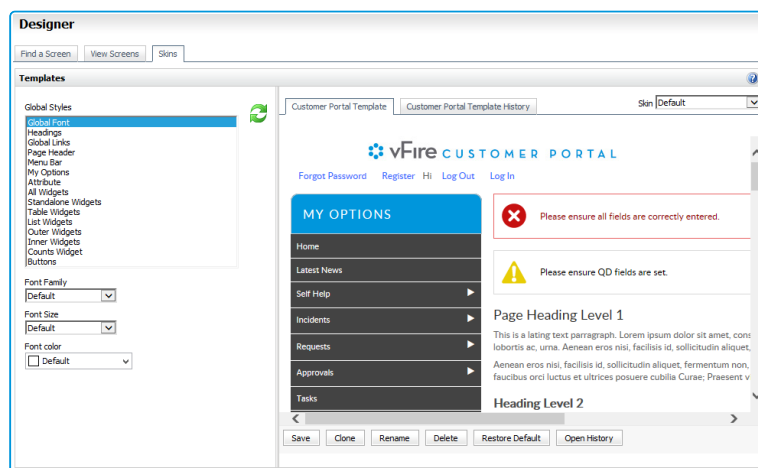 Designer
Find a Screen
View Screens
Skins
Templates
Global Styles
Global Font
Headings
Global Links
Page Header
Menu Bar
My Options
Attribute
All Widgets
Standalone Widgets
Table Widgets
List Widgets
Outer Widgets
Inner Widgets
Counts Widget
Buttons
Font Family
Default
Font Size
Default
Font color
Default
Customer Portal Template
Customer Portal Template History
Skin Default
vFire CUSTOMER PORTAL
Forgot Password Register Hi Log Out Log In
MY OPTIONS
Home
Latest News
Self Help
Incidents
Requests
Approvals
Tasks
Please ensure all fields are correctly entered.
Please ensure QD fields are set.
Page Heading Level 1
This is a lating text parragraph. Lorem ipsum dolor sit amet, cons
lobortis ac, urna. Aenean eros nisi, facilisis id, sollicitudin aliquet,
Aenean eros nisi, facilisis id, sollicitudin aliquet, fermentum non,
faucibus orci luctus et ultrices posuere cubilia Curae; Praesent v
Heading Level 2
Save
Clone
Rename
Delete
Restore Default
Open History